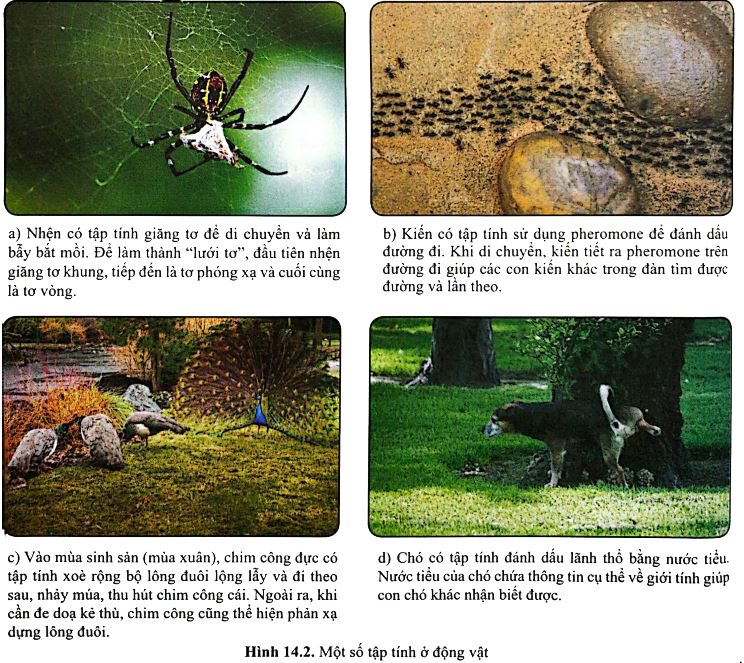 a) Nhện có tập tính giăng tơ để di chuyển và làm
bẫy bắt mồi. Để làm thành “lưới tơ”, đầu tiên nhện
giăng tơ khung, tiếp đến là tơ phóng xạ và cuối cùng
là tơ vòng.
b) Kiến có tập tính sử dụng pheromone để đánh dấu
đường đi. Khi di chuyển, kiến tiết ra pheromone trên
đường đi giúp các con kiến khác trong đàn tìm được
đường và lần theo.
c) Vào mùa sinh sản (mùa xuân), chim công đực có
tập tính xoè rộng bộ lông đuôi lộng lẫy và đi theo
sau, nhảy múa, thu hút chim công cái. Ngoài ra, khi
cần đe doạ kẻ thù, chim công cũng thể hiện phản xạ
dựng lông đuôi.
d) Chó có tập tính đánh dấu lãnh thổ bằng nước tiểu.
Nước tiểu của chó chứa thông tin cụ thể về giới tính giúp
con chó khác nhận biết được.
Hình 14.2. Một số tập tính ở động vật